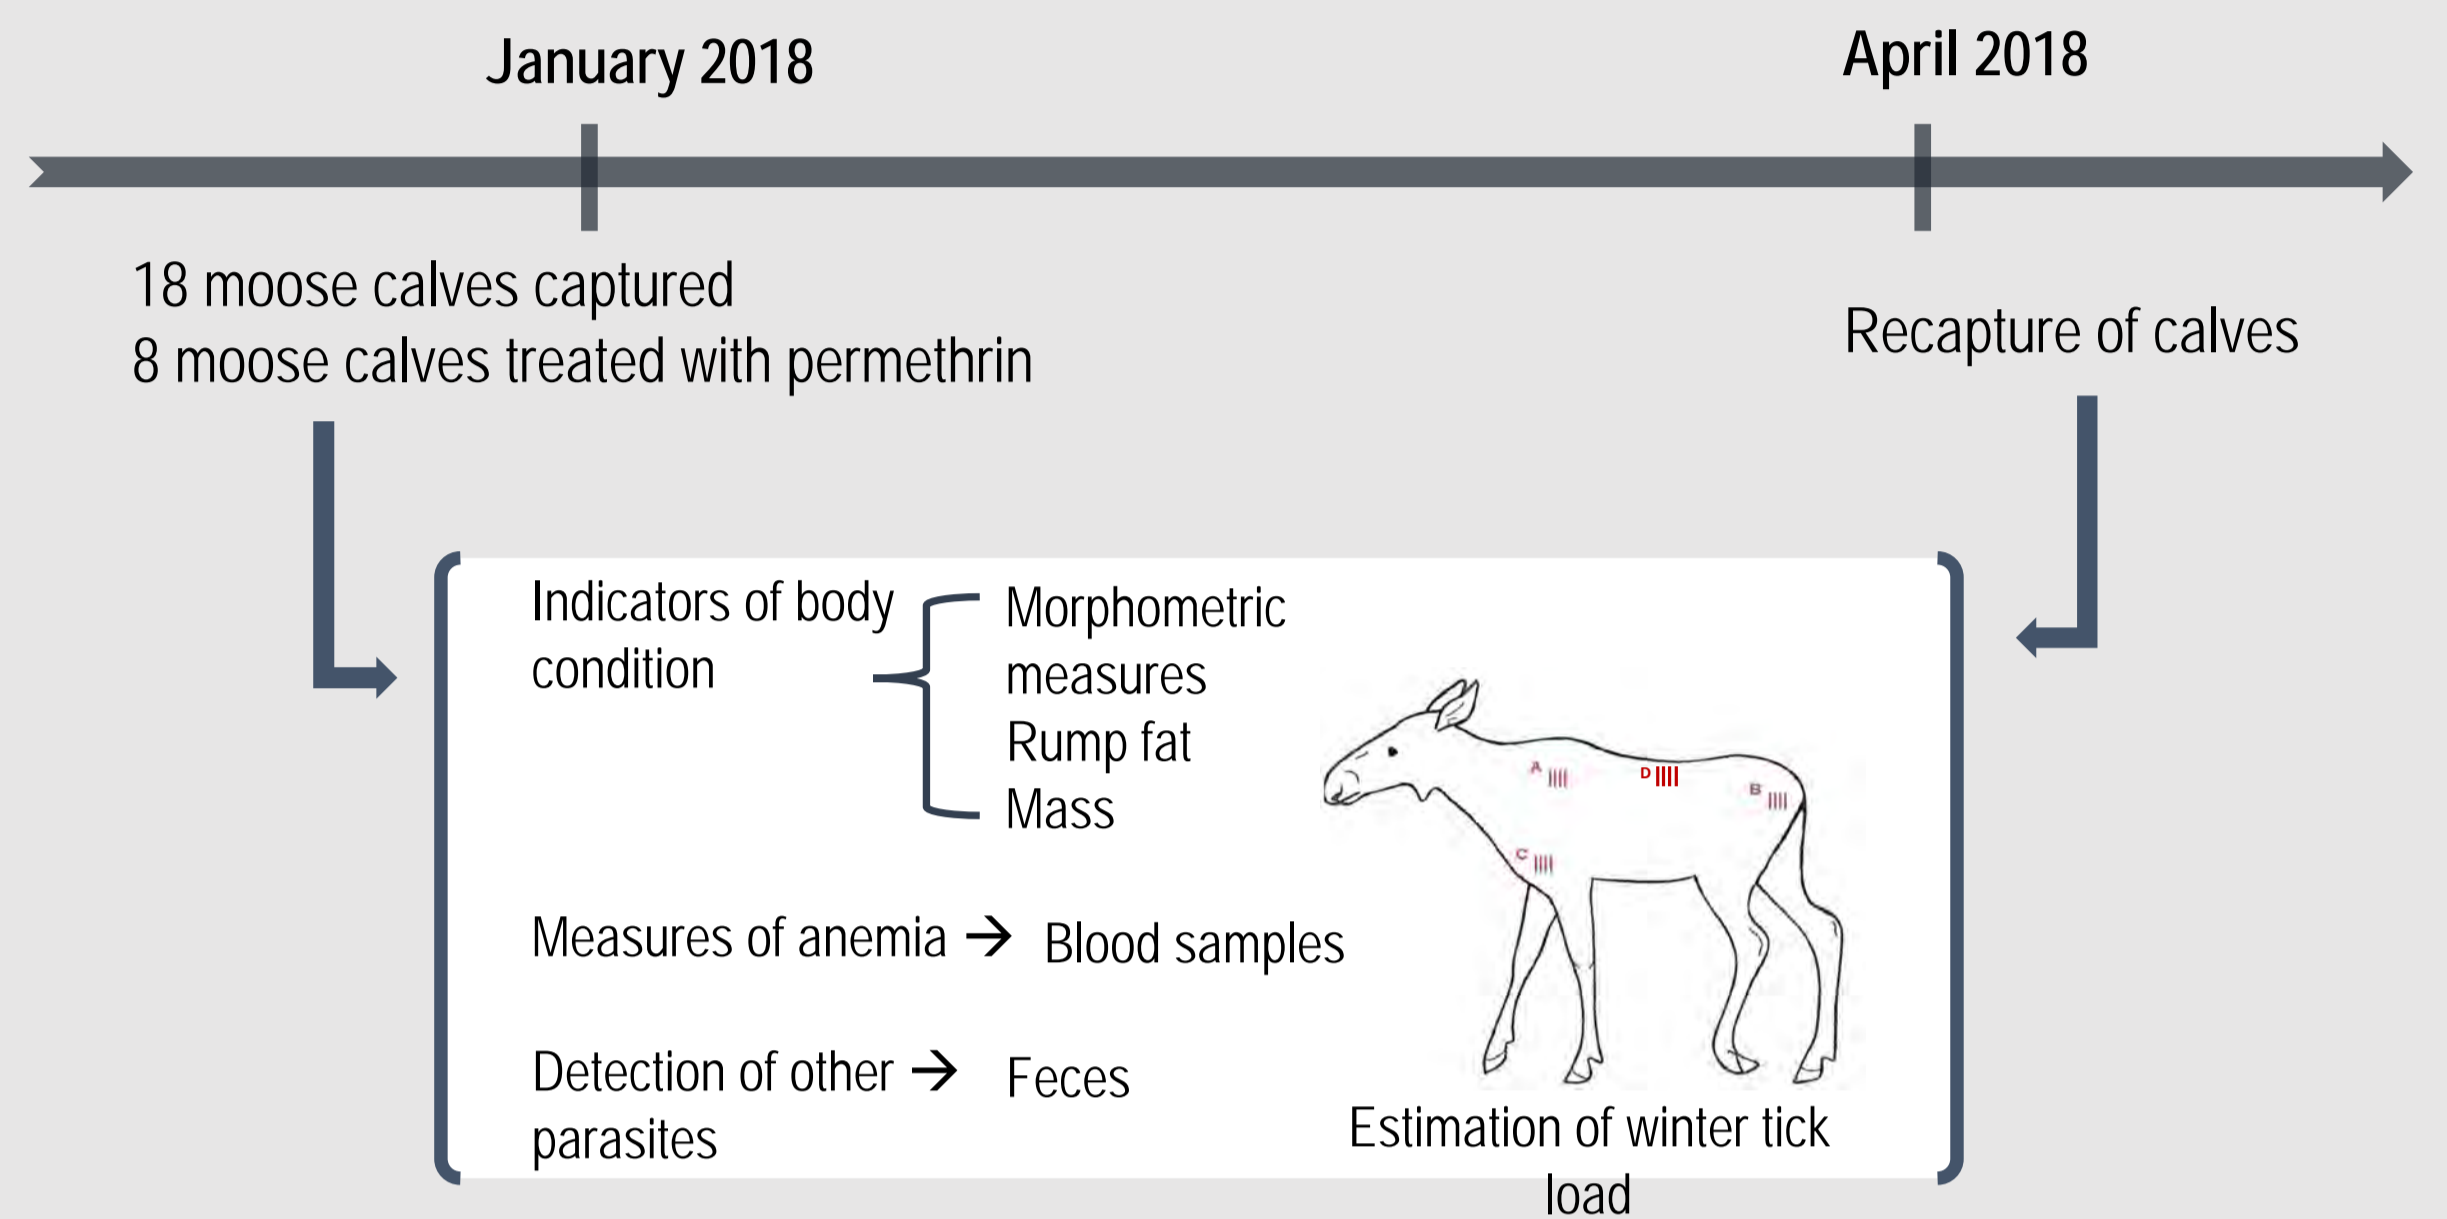 January 2018
April 2018
18 moose calves captured
8 moose calves treated with permethrin
Recapture of calves
Indicators of body
condition
Morphometric
measures
Rump fat
Mass
A
D
B
C
Measures of anemia → Blood samples
Detection of other → Feces
parasites
Estimation of winter tick
load